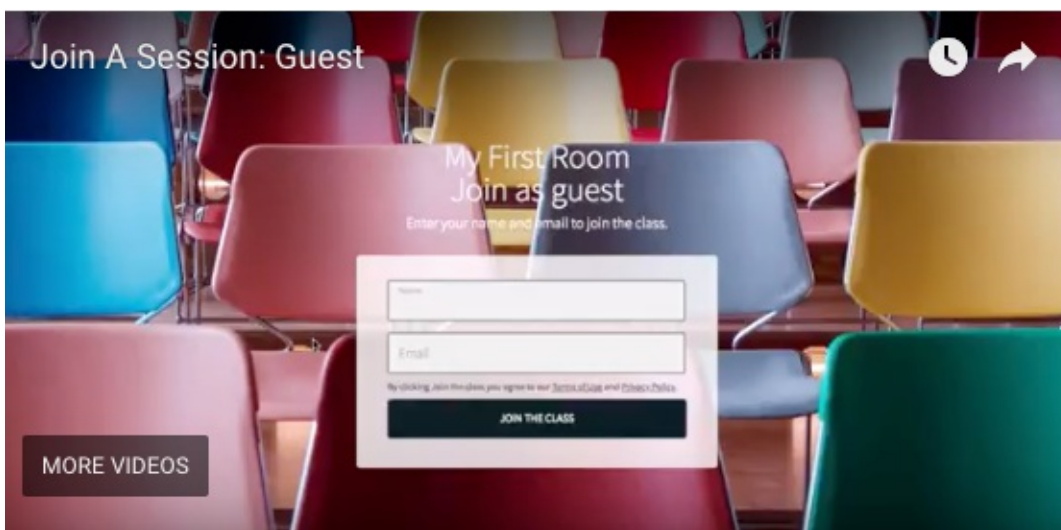 Join A Session: Guest
My First Room
Join as guest
Enter your name and email to join the class.
Name
Email
By clicking Join the class, you agree to our Terms of Use and Privacy Policy.
JOIN THE CLASS
MORE VIDEOS